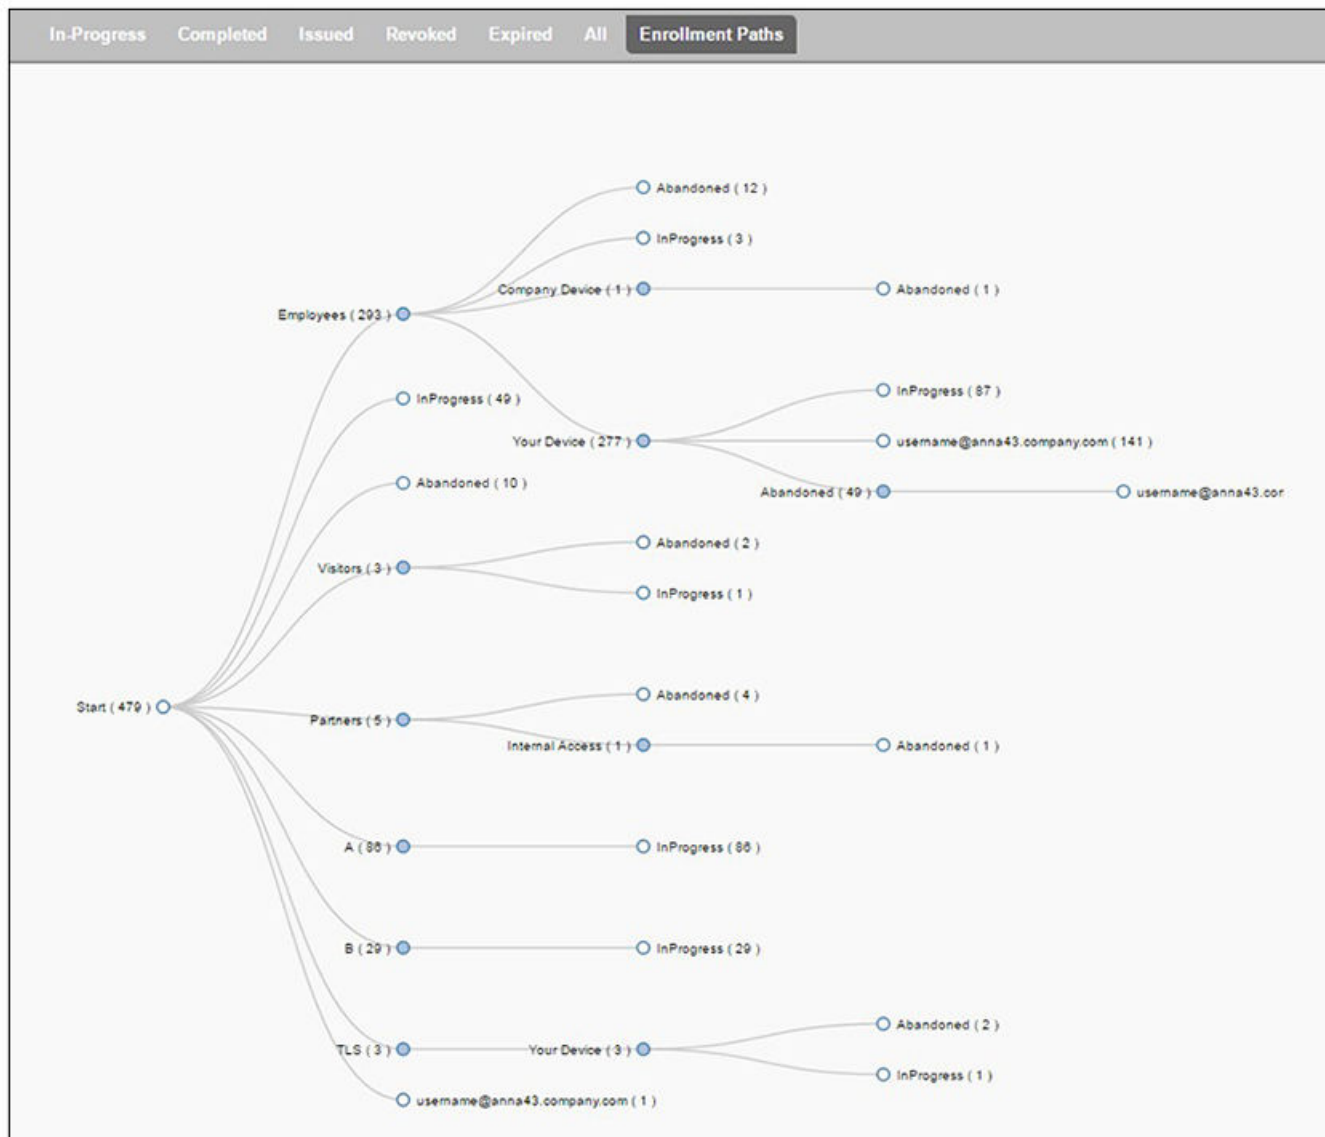 In-Progress Completed Issued Revoked Expired All Enrollment Paths
Abandoned ( 12 )
InProgress ( 3 )
Company Device ( 1 ) Abandoned ( 1 )
Employees ( 293 )
InProgress ( 87 )
InProgress ( 49 )
Your Device ( 277 ) username@anna43.company.com ( 141 )
Abandoned ( 10 )
Abandoned ( 49 ) username@anna43.cor
Abandoned ( 2 )
Visitors ( 3 )
InProgress ( 1 )
Abandoned ( 4 )
Start ( 479 )
Partners ( 5 )
Internal Access ( 1 ) Abandoned ( 1 )
A ( 86 ) InProgress ( 86 )
B ( 29 ) InProgress ( 29 )
Abandoned ( 2 )
TLS ( 3 ) Your Device ( 3 )
InProgress ( 1 )
username@anna43.company.com ( 1 )